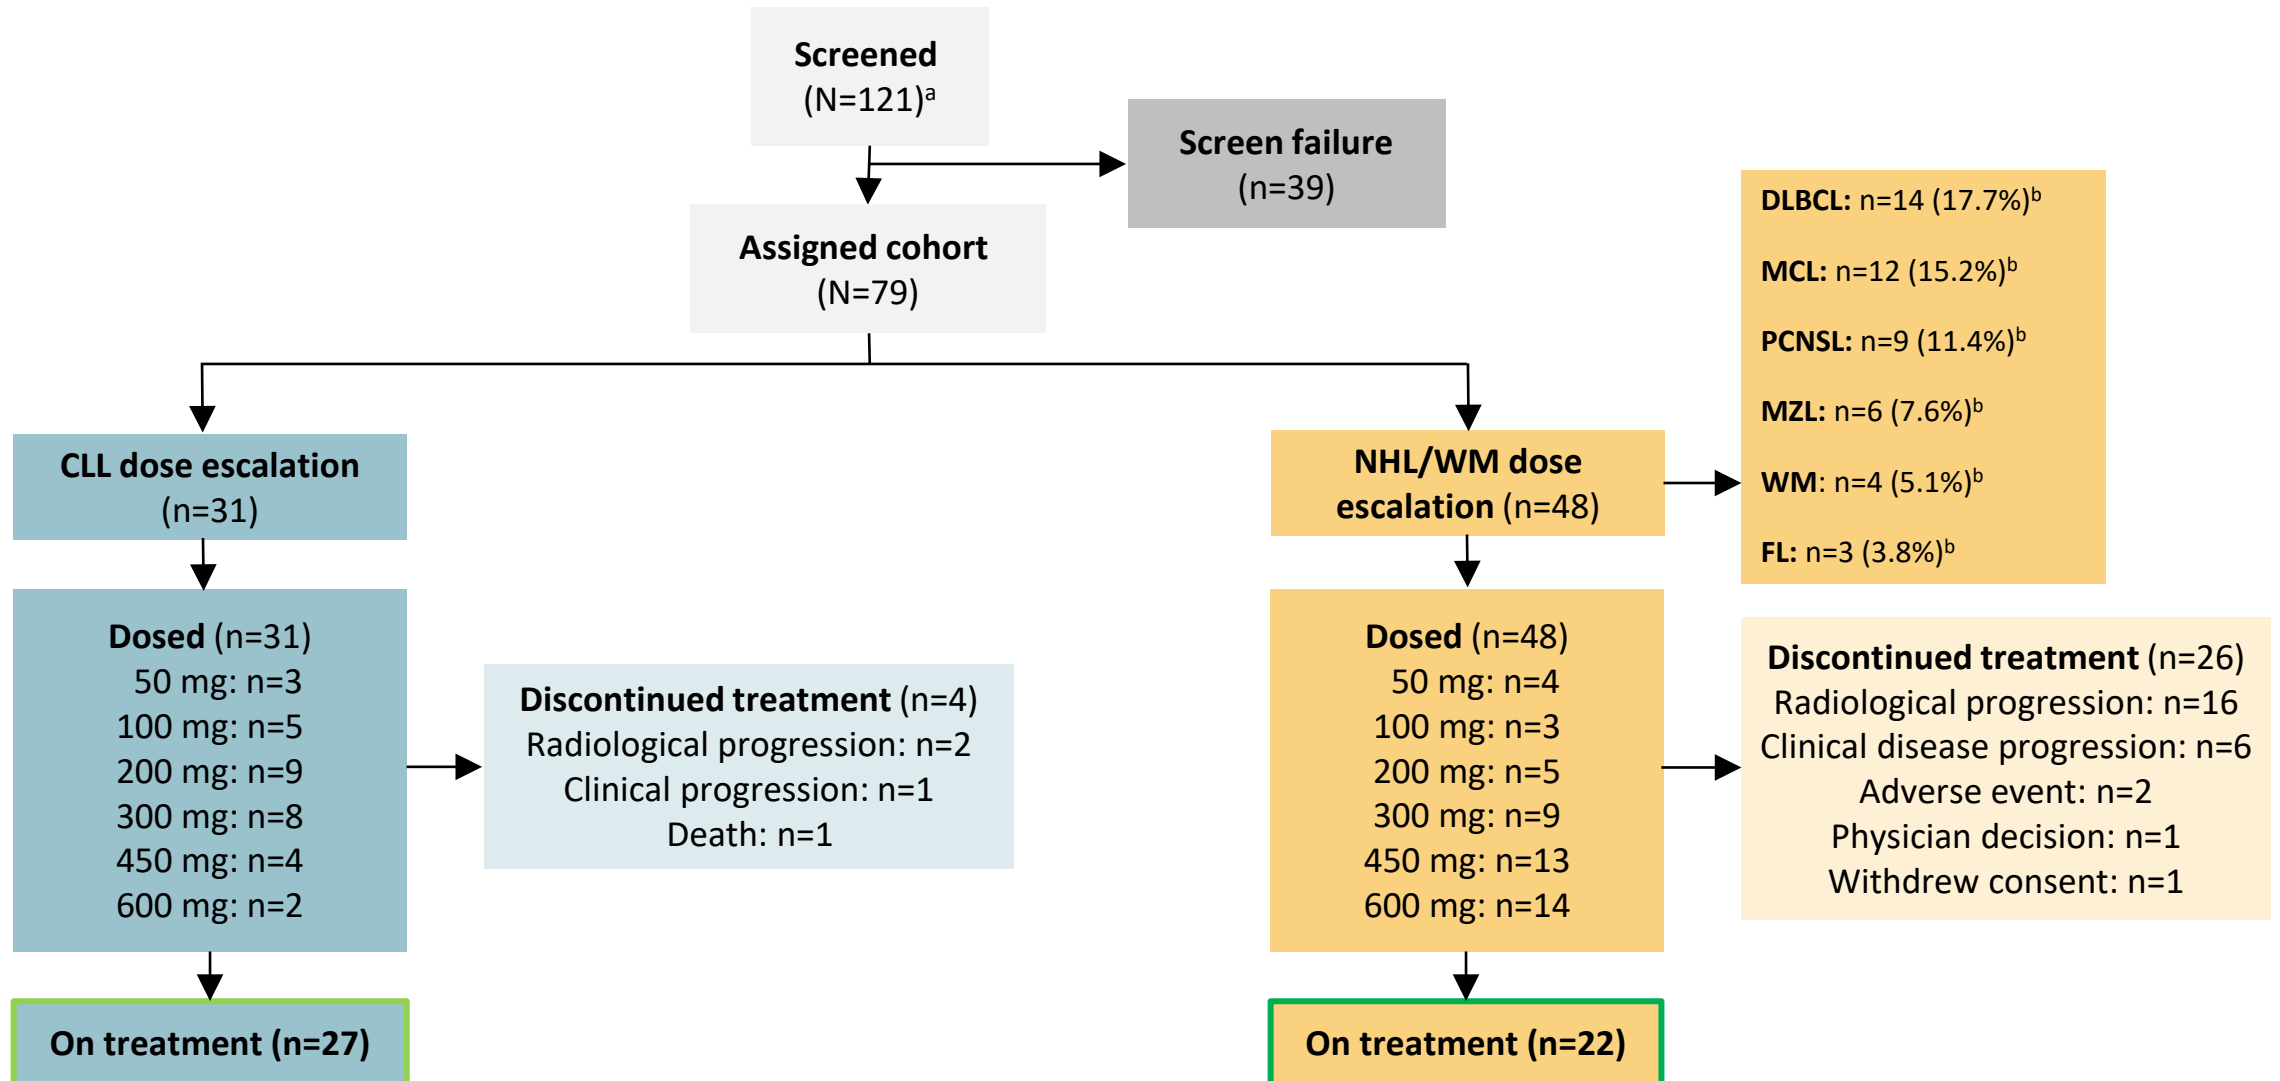 Screened
(N=121)a
Screen failure
(n=39)
Assigned cohort
(N=79)
CLL dose escalation
(n=31)
NHL/WM dose
escalation (n=48)
DLBCL: n=14 (17.7%)b
MCL: n=12 (15.2%)b
PCNSL: n=9 (11.4%)b
MZL: n=6 (7.6%)b
WM: n=4 (5.1%)b
FL: n=3 (3.8%)b
Dosed (n=31)
50 mg: n=3
100 mg: n=5
200 mg: n=9
300 mg: n=8
450 mg: n=4
600 mg: n=2
Discontinued treatment (n=4)
Radiological progression: n=2
Clinical progression: n=1
Death: n=1
Dosed (n=48)
50 mg: n=4
100 mg: n=3
200 mg: n=5
300 mg: n=9
450 mg: n=13
600 mg: n=14
Discontinued treatment (n=26)
Radiological progression: n=16
Clinical disease progression: n=6
Adverse event: n=2
Physician decision: n=1
Withdrew consent: n=1
On treatment (n=27)
On treatment (n=22)